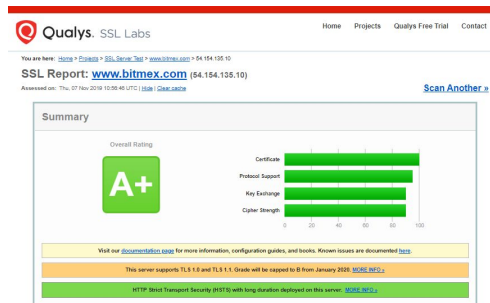 Qualys. SSL Labs
Home Projects Qualys Free Trial Contact
You are here: Home > Projects > SSL Server Test > www.bitmex.com > 54.154.135.10
SSL Report: www.bitmex.com (54.154.135.10)
Assessed on: Thu, 07 Nov 2019 10:56:46 UTC | Hide | Clear cache
Scan Another »
Summary
Overall Rating
A+
Certificate
Protocol Support
Key Exchange
Cipher Strength
0 20 40 60 80 100
Visit our documentation page for more information, configuration guides, and books. Known issues are documented here.
This server supports TLS 1.0 and TLS 1.1. Grade will be capped to B from January 2020. MORE INFO »
HTTP Strict Transport Security (HSTS) with long duration deployed on this server. MORE INFO »